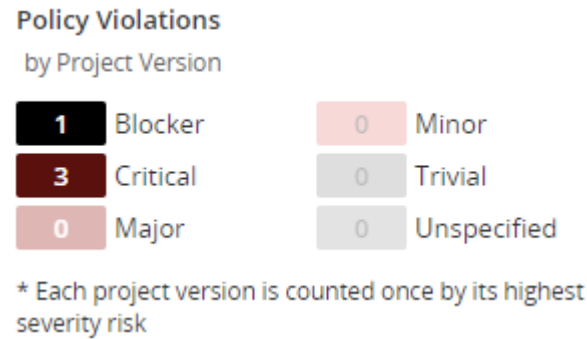 Policy Violations
by Project Version
1 Blocker 0 Minor
3 Critical 0 Trivial
0 Major 0 Unspecified
* Each project version is counted once by its highest
severity risk